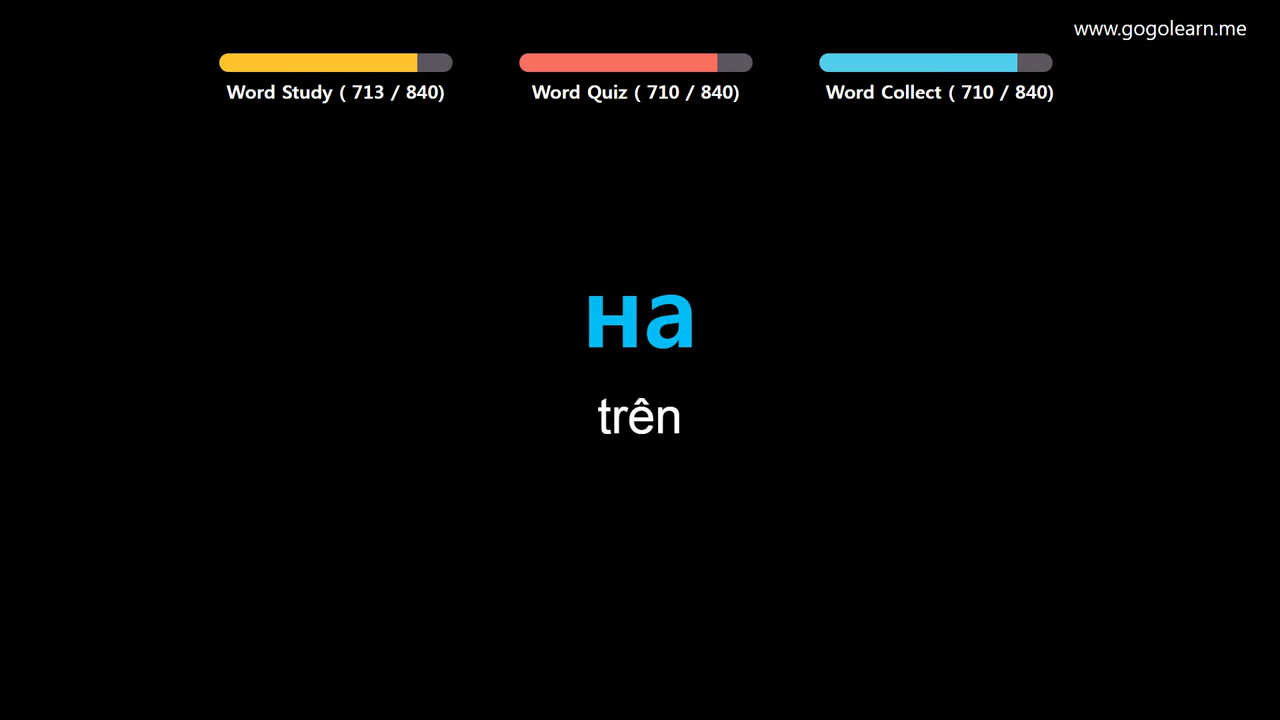 www.gogolearn.me
Word Study ( 713 / 840)
Word Quiz ( 710 / 840)
Word Collect ( 710 / 840)
на
trên